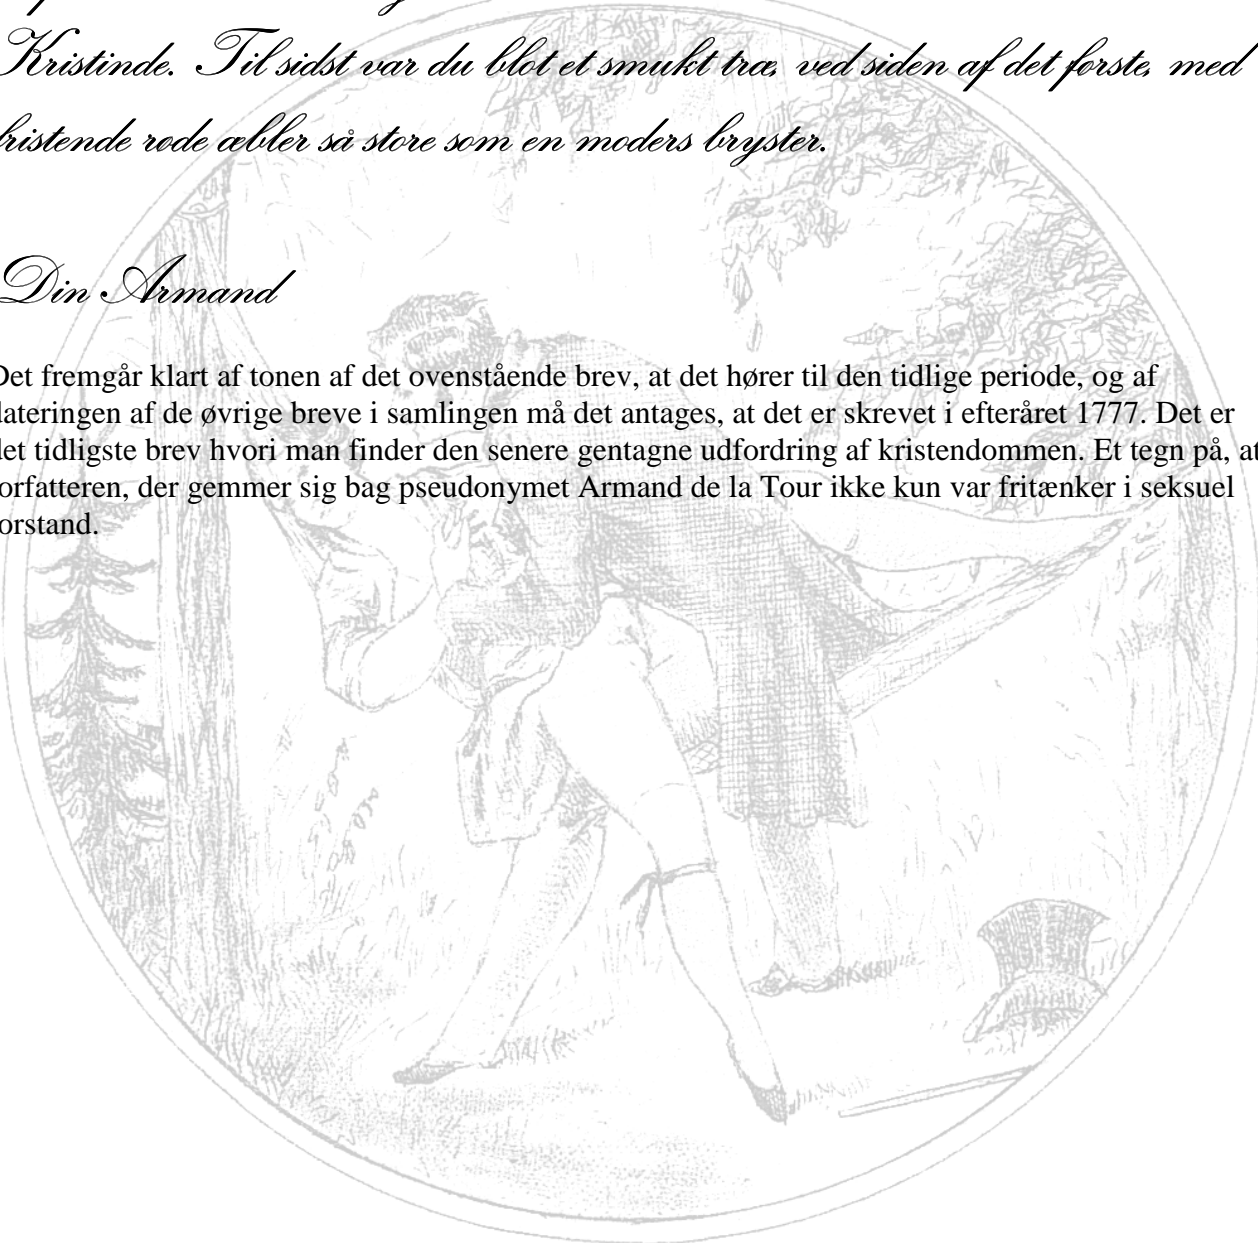 Kristinde. Til sidst var du blot et smukt træ, ved siden af det første, med
fristende røde æbler så store som en moders bryster.
Din Armand
Det fremgår klart af tonen af det ovenstående brev, at det hører til den tidlige periode, og af
dateringen af de øvrige breve i samlingen må det antages, at det er skrevet i efteråret 1777. Det er
det tidligste brev hvori man finder den senere gentagne udfordring af kristendommen. Et tegn på, at
forfatteren, der gemmer sig bag pseudonymet Armand de la Tour ikke kun var fritænker i seksuel
forstand.